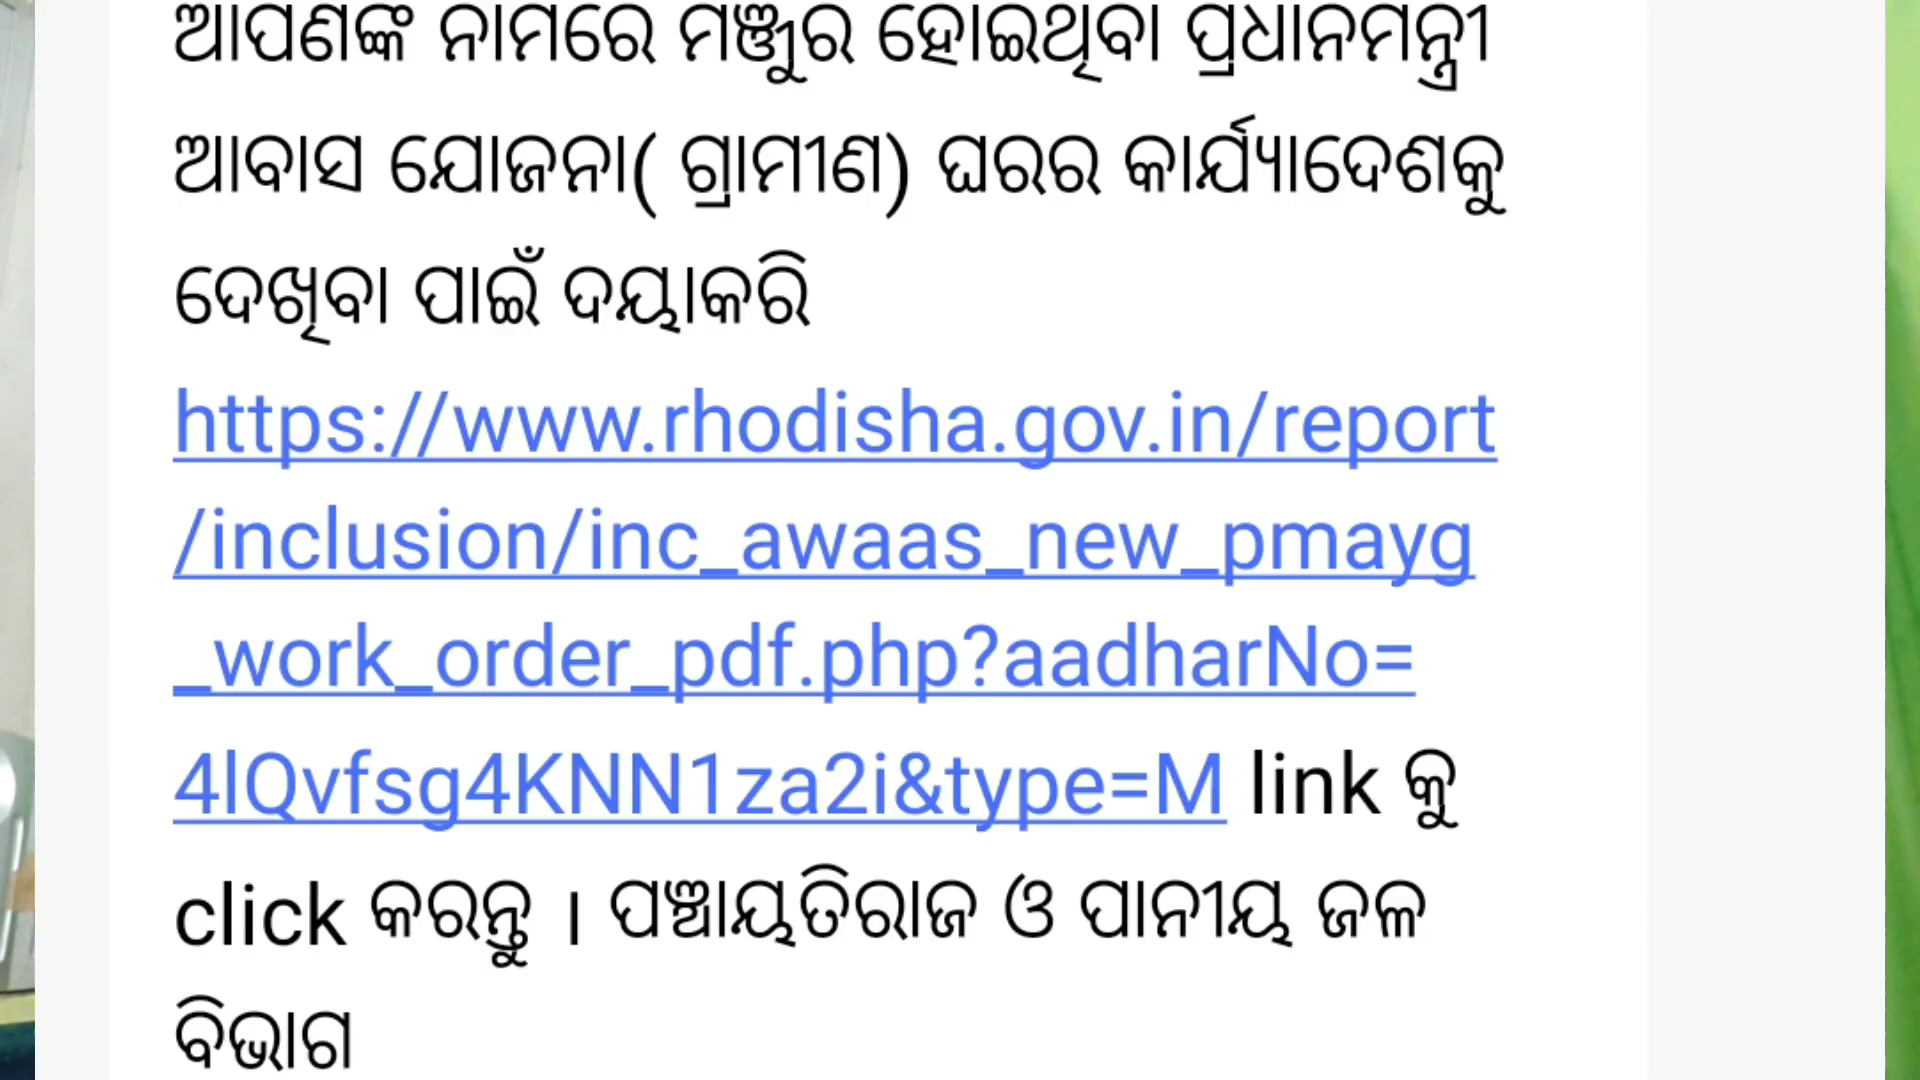 ଆପଣଙ୍କ ନାମରେ ମଞ୍ଜୁର ହୋଇଥିବା ପ୍ରଧାନମନ୍ତ୍ରୀ
ଆବାସ ଯୋଜନା( ଗ୍ରାମୀଣ) ଘରର କାର୍ଯ୍ୟାଦେଶକୁ
ଦେଖିବା ପାଇଁ ଦୟାକରି
https://www.rhodisha.gov.in/report
/inclusion/inc_awaas_new_pmayg
_work_order_pdf.php?aadharNo=
4lQvfsg4KNN1za2i&type=M link କୁ
click କରନ୍ତୁ । ପଞ୍ଚାୟତିରାଜ ଓ ପାନୀୟ ଜଳ
ବିଭାଗ